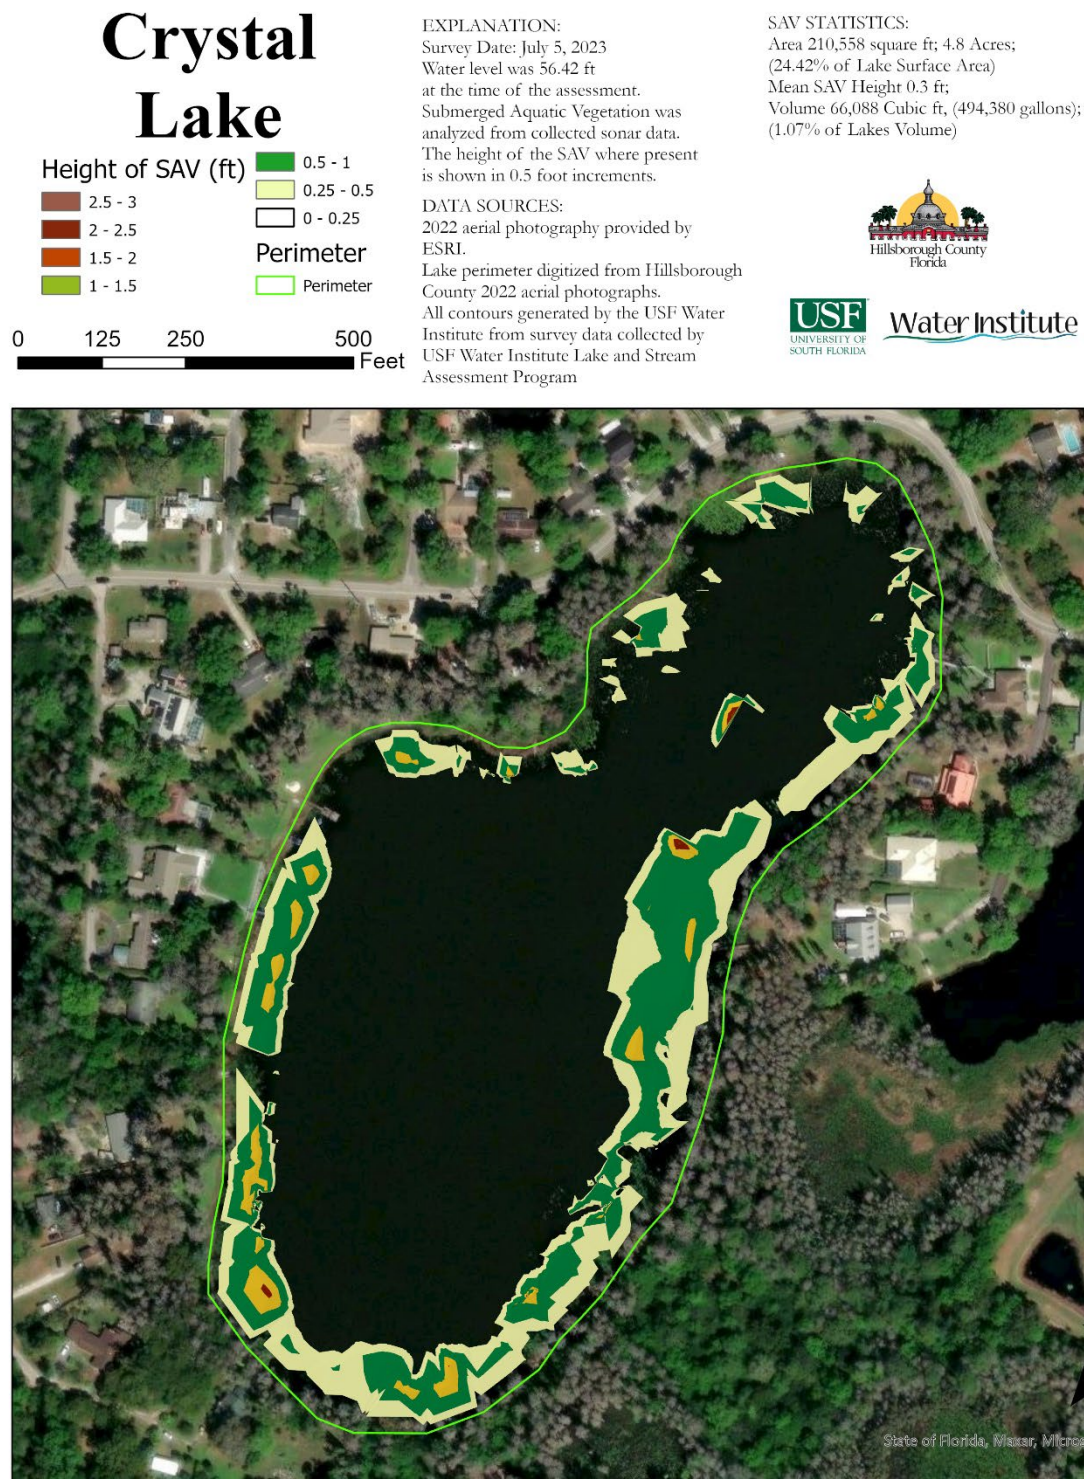 Crystal
Lake
Height of SAV (ft)
2.5 - 3
2 - 2.5
1.5 - 2
1 - 1.5
0.5 - 1
0.25 - 0.5
0 - 0.25
Perimeter
Perimeter
0 125 250 500
Feet
EXPLANATION:
Survey Date: July 5, 2023
Water level was 56.42 ft
at the time of the assessment.
Submerged Aquatic Vegetation was
analyzed from collected sonar data.
The height of the SAV where present
is shown in 0.5 foot increments.
DATA SOURCES:
2022 aerial photography provided by
ESRI.
Lake perimeter digitized from Hillsborough
County 2022 aerial photographs.
All contours generated by the USF Water
Institute from survey data collected by
USF Water Institute Lake and Stream
Assessment Program
SAV STATISTICS:
Area 210,558 square ft; 4.8 Acres;
(24.42% of Lake Surface Area)
Mean SAV Height 0.3 ft;
Volume 66,088 Cubic ft, (494,380 gallons);
(1.07% of Lakes Volume)
Hillsborough County
Florida
USF
UNIVERSITY OF
SOUTH FLORIDA
Water Institute
State of Florida, Maxar, Micros